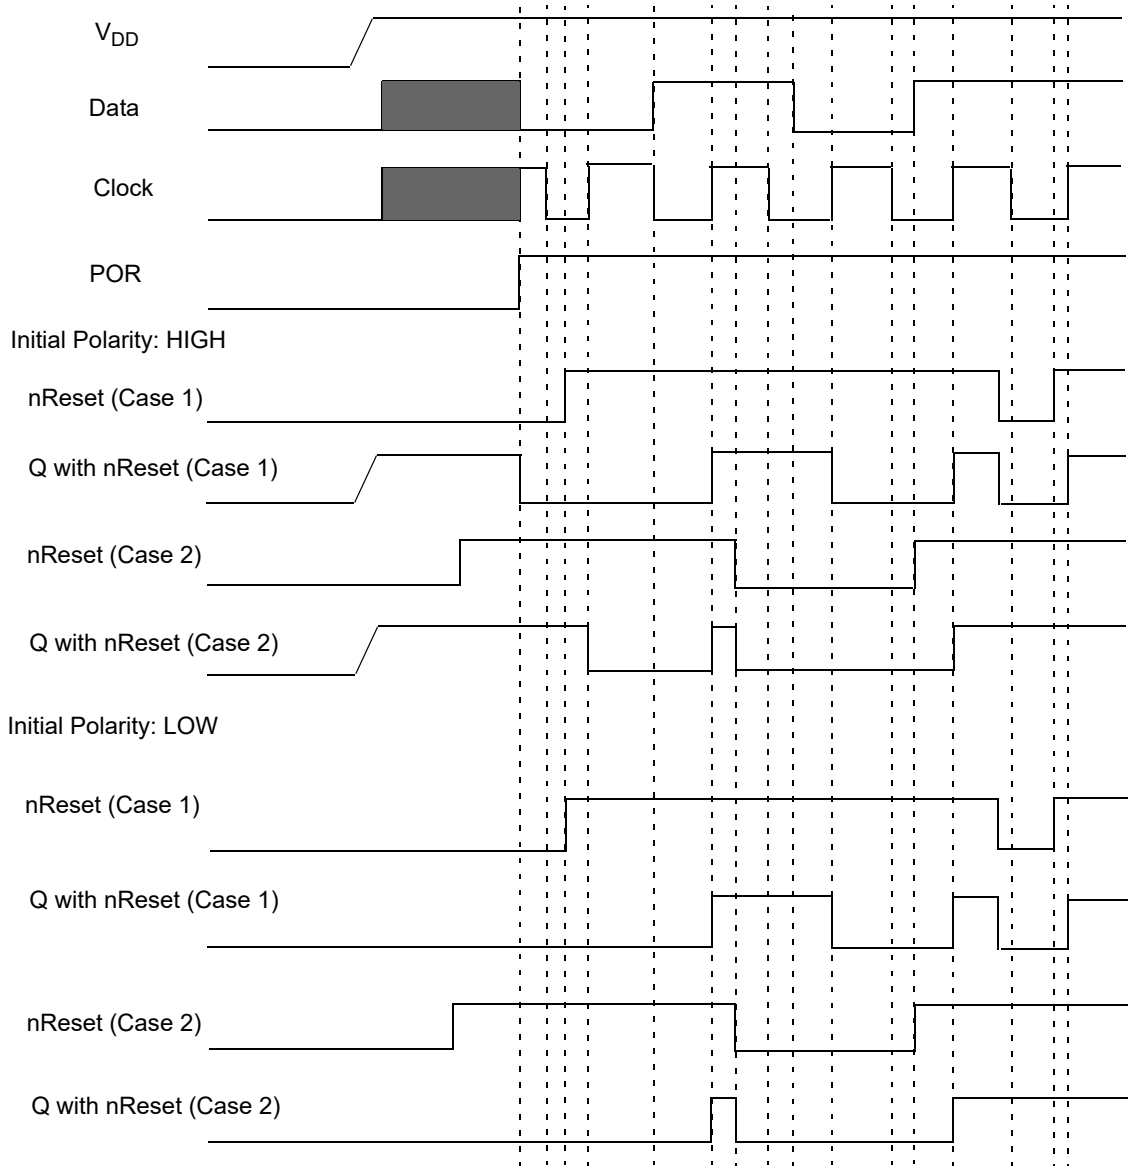 VDD
Data
Clock
POR
Initial Polarity: HIGH
nReset (Case 1)
Q with nReset (Case 1)
nReset (Case 2)
Q with nReset (Case 2)
Initial Polarity: LOW
nReset (Case 1)
Q with nReset (Case 1)
nReset (Case 2)
Q with nReset (Case 2)